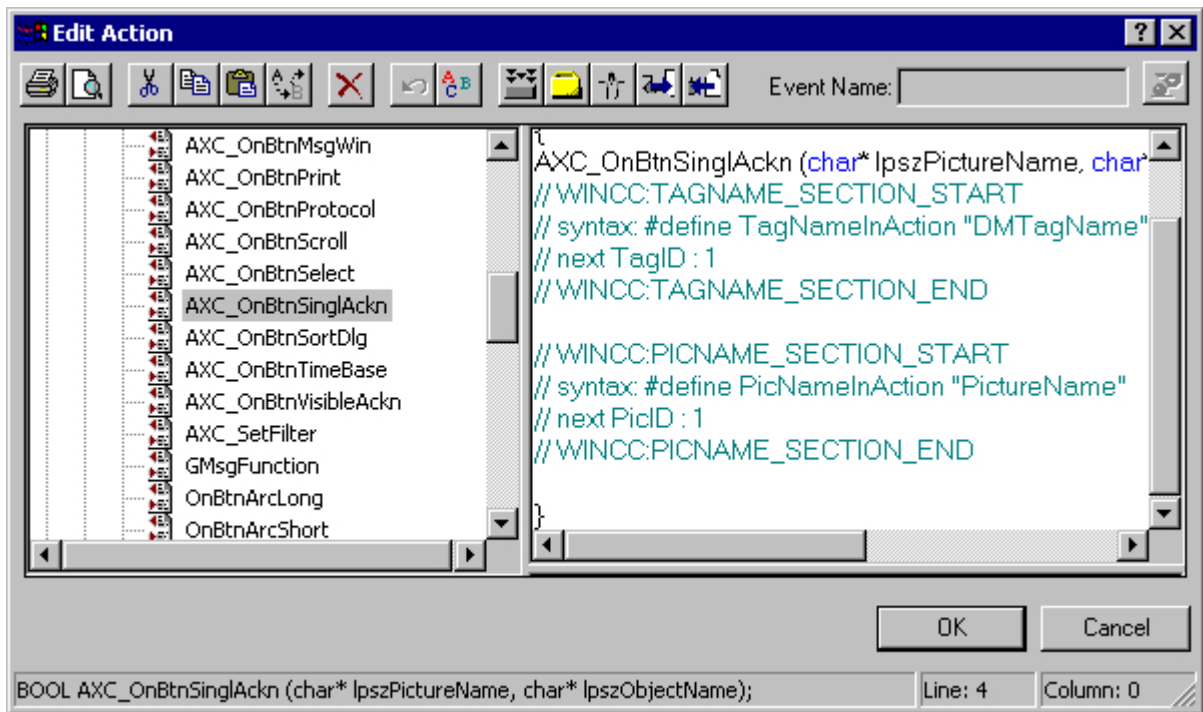 Edit Action
Event Name:
AXC_OnBtnMsgWin
AXC_OnBtnPrint
AXC_OnBtnProtocol
AXC_OnBtnScroll
AXC_OnBtnSelect
AXC_OnBtnSinglAckn
AXC_OnBtnSortDlg
AXC_OnBtnTimeBase
AXC_OnBtnVisibleAckn
AXC_SetFilter
GMsgFunction
OnBtnArcLong
OnBtnArcShort
{
AXC_OnBtnSinglAckn (char* lpszPictureName, char*
// WINCC:TAGNAME_SECTION_START
// syntax: #define TagNameInAction "DMTagName"
// next TagID : 1
// WINCC:TAGNAME_SECTION_END
// WINCC:PICNAME_SECTION_START
// syntax: #define PicNameInAction "PictureName"
// next PicID : 1
// WINCC:PICNAME_SECTION_END
}
OK
Cancel
BOOL AXC_OnBtnSinglAckn (char* lpszPictureName, char* lpszObjectName);
Line: 4
Column: 0